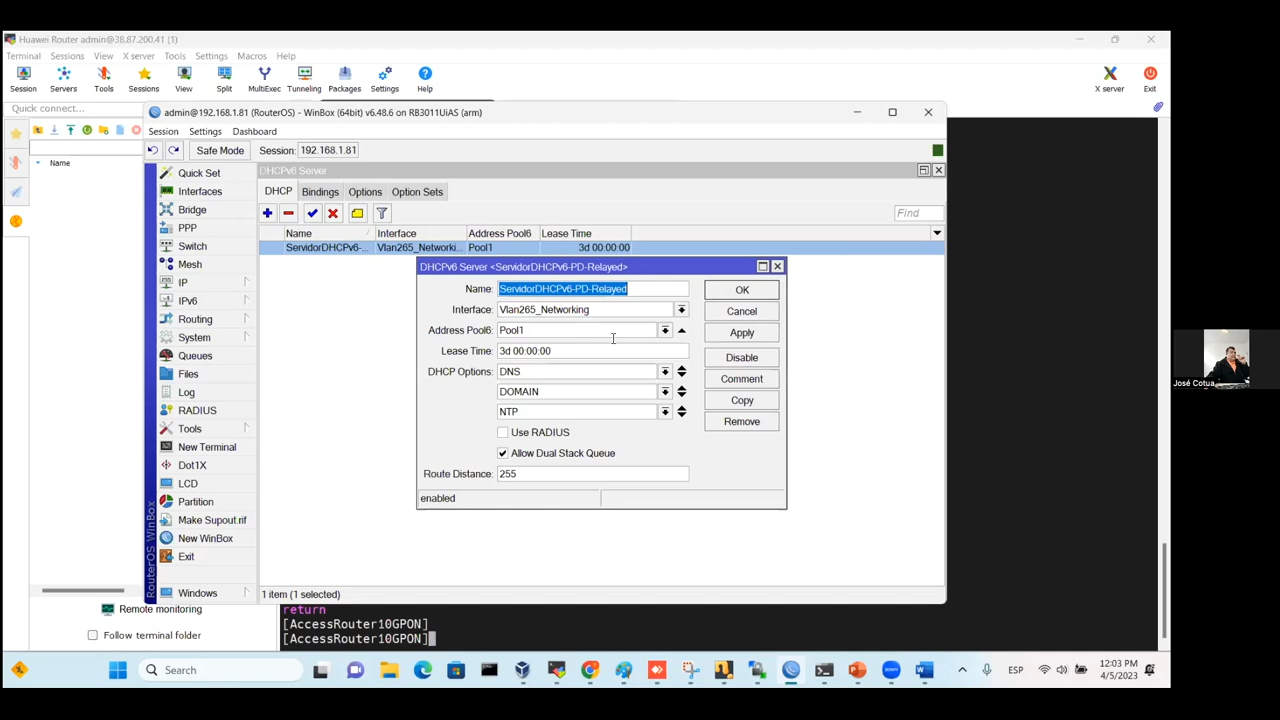 Huawei Router admin@38.87.200.41 (1)
Terminal Sessions View X server Tools Settings Macros Help
Session Servers Tools Sessions View Split MultiExec Tunneling Packages Settings Help X server Exit
Quick connect...
Name
admin@192.168.1.81 (RouterOS) - WinBox (64bit) v6.48.6 on RB3011UiAS (arm)
Session Settings Dashboard
Safe Mode Session: 192.168.1.81
DHCPv6 Server
DHCP Bindings Options Option Sets
Find
Name Interface Address Pool6 Lease Time
ServidorDHCPv6-... Vlan265_Networki... Pool1 3d 00:00:00
Quick Set
Interfaces
Bridge
PPP
Switch
Mesh
IP
IPv6
Routing
System
Queues
Files
Log
RADIUS
Tools
New Terminal
Dot1X
LCD
Partition
Make Supout.rif
New WinBox
Exit
Windows
RouterOS WinBox
DHCPv6 Server <ServidorDHCPv6-PD-Relayed>
Name: ServidorDHCPv6-PD-Relayed
Interface: Vlan265_Networking
Address Pool6: Pool1
Lease Time: 3d 00:00:00
DHCP Options: DNS
DOMAIN
NTP
Use RADIUS
Allow Dual Stack Queue
Route Distance: 255
enabled
OK
Cancel
Apply
Disable
Comment
Copy
Remove
1 item (1 selected)
Remote monitoring
Follow terminal folder
return
[AccessRouter10GPON]
[AccessRouter10GPON]
José Cotua
Search
ESP
12:03 PM
4/5/2023